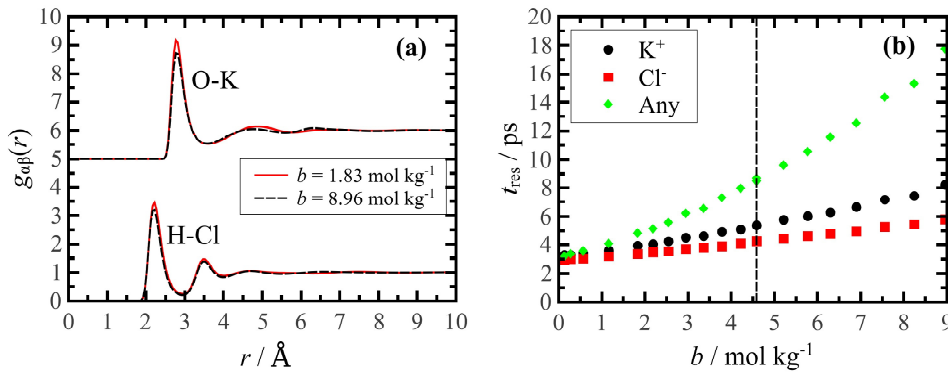 10
9
8
7
6
5
4
3
2
1
0
g_αβ(r)
(a)
O-K
b = 1.83 mol kg⁻¹
b = 8.96 mol kg⁻¹
H-Cl
0 1 2 3 4 5 6 7 8 9 10
r / Å
20
18
16
14
12
10
8
6
4
2
0
t_res / ps
(b)
K⁺
Cl⁻
Any
0 1 2 3 4 5 6 7 8 9
b / mol kg⁻¹